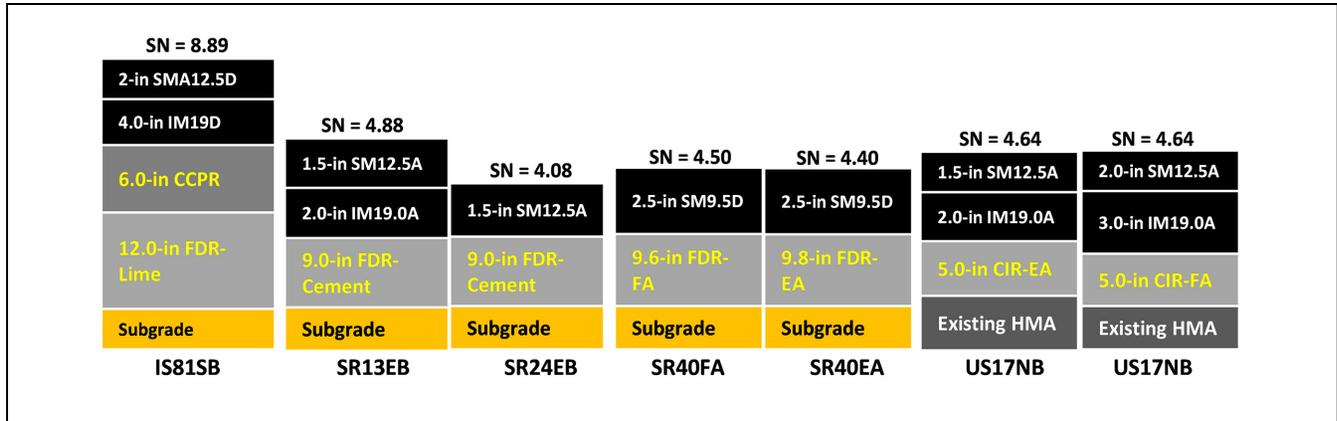 SN = 8.89
2-in SMA12.5D
4.0-in IM19D
6.0-in CCPR
12.0-in FDR-
Lime
Subgrade
IS81SB
SN = 4.88
1.5-in SM12.5A
2.0-in IM19.0A
9.0-in FDR-
Cement
Subgrade
SR13EB
SN = 4.08
1.5-in SM12.5A
9.0-in FDR-
Cement
Subgrade
SR24EB
SN = 4.50
2.5-in SM9.5D
9.6-in FDR-
FA
Subgrade
SR40FA
SN = 4.40
2.5-in SM9.5D
9.8-in FDR-
EA
Subgrade
SR40EA
SN = 4.64
1.5-in SM12.5A
2.0-in IM19.0A
5.0-in CIR-EA
Existing HMA
US17NB
SN = 4.64
2.0-in SM12.5A
3.0-in IM19.0A
5.0-in CIR-FA
Existing HMA
US17NB